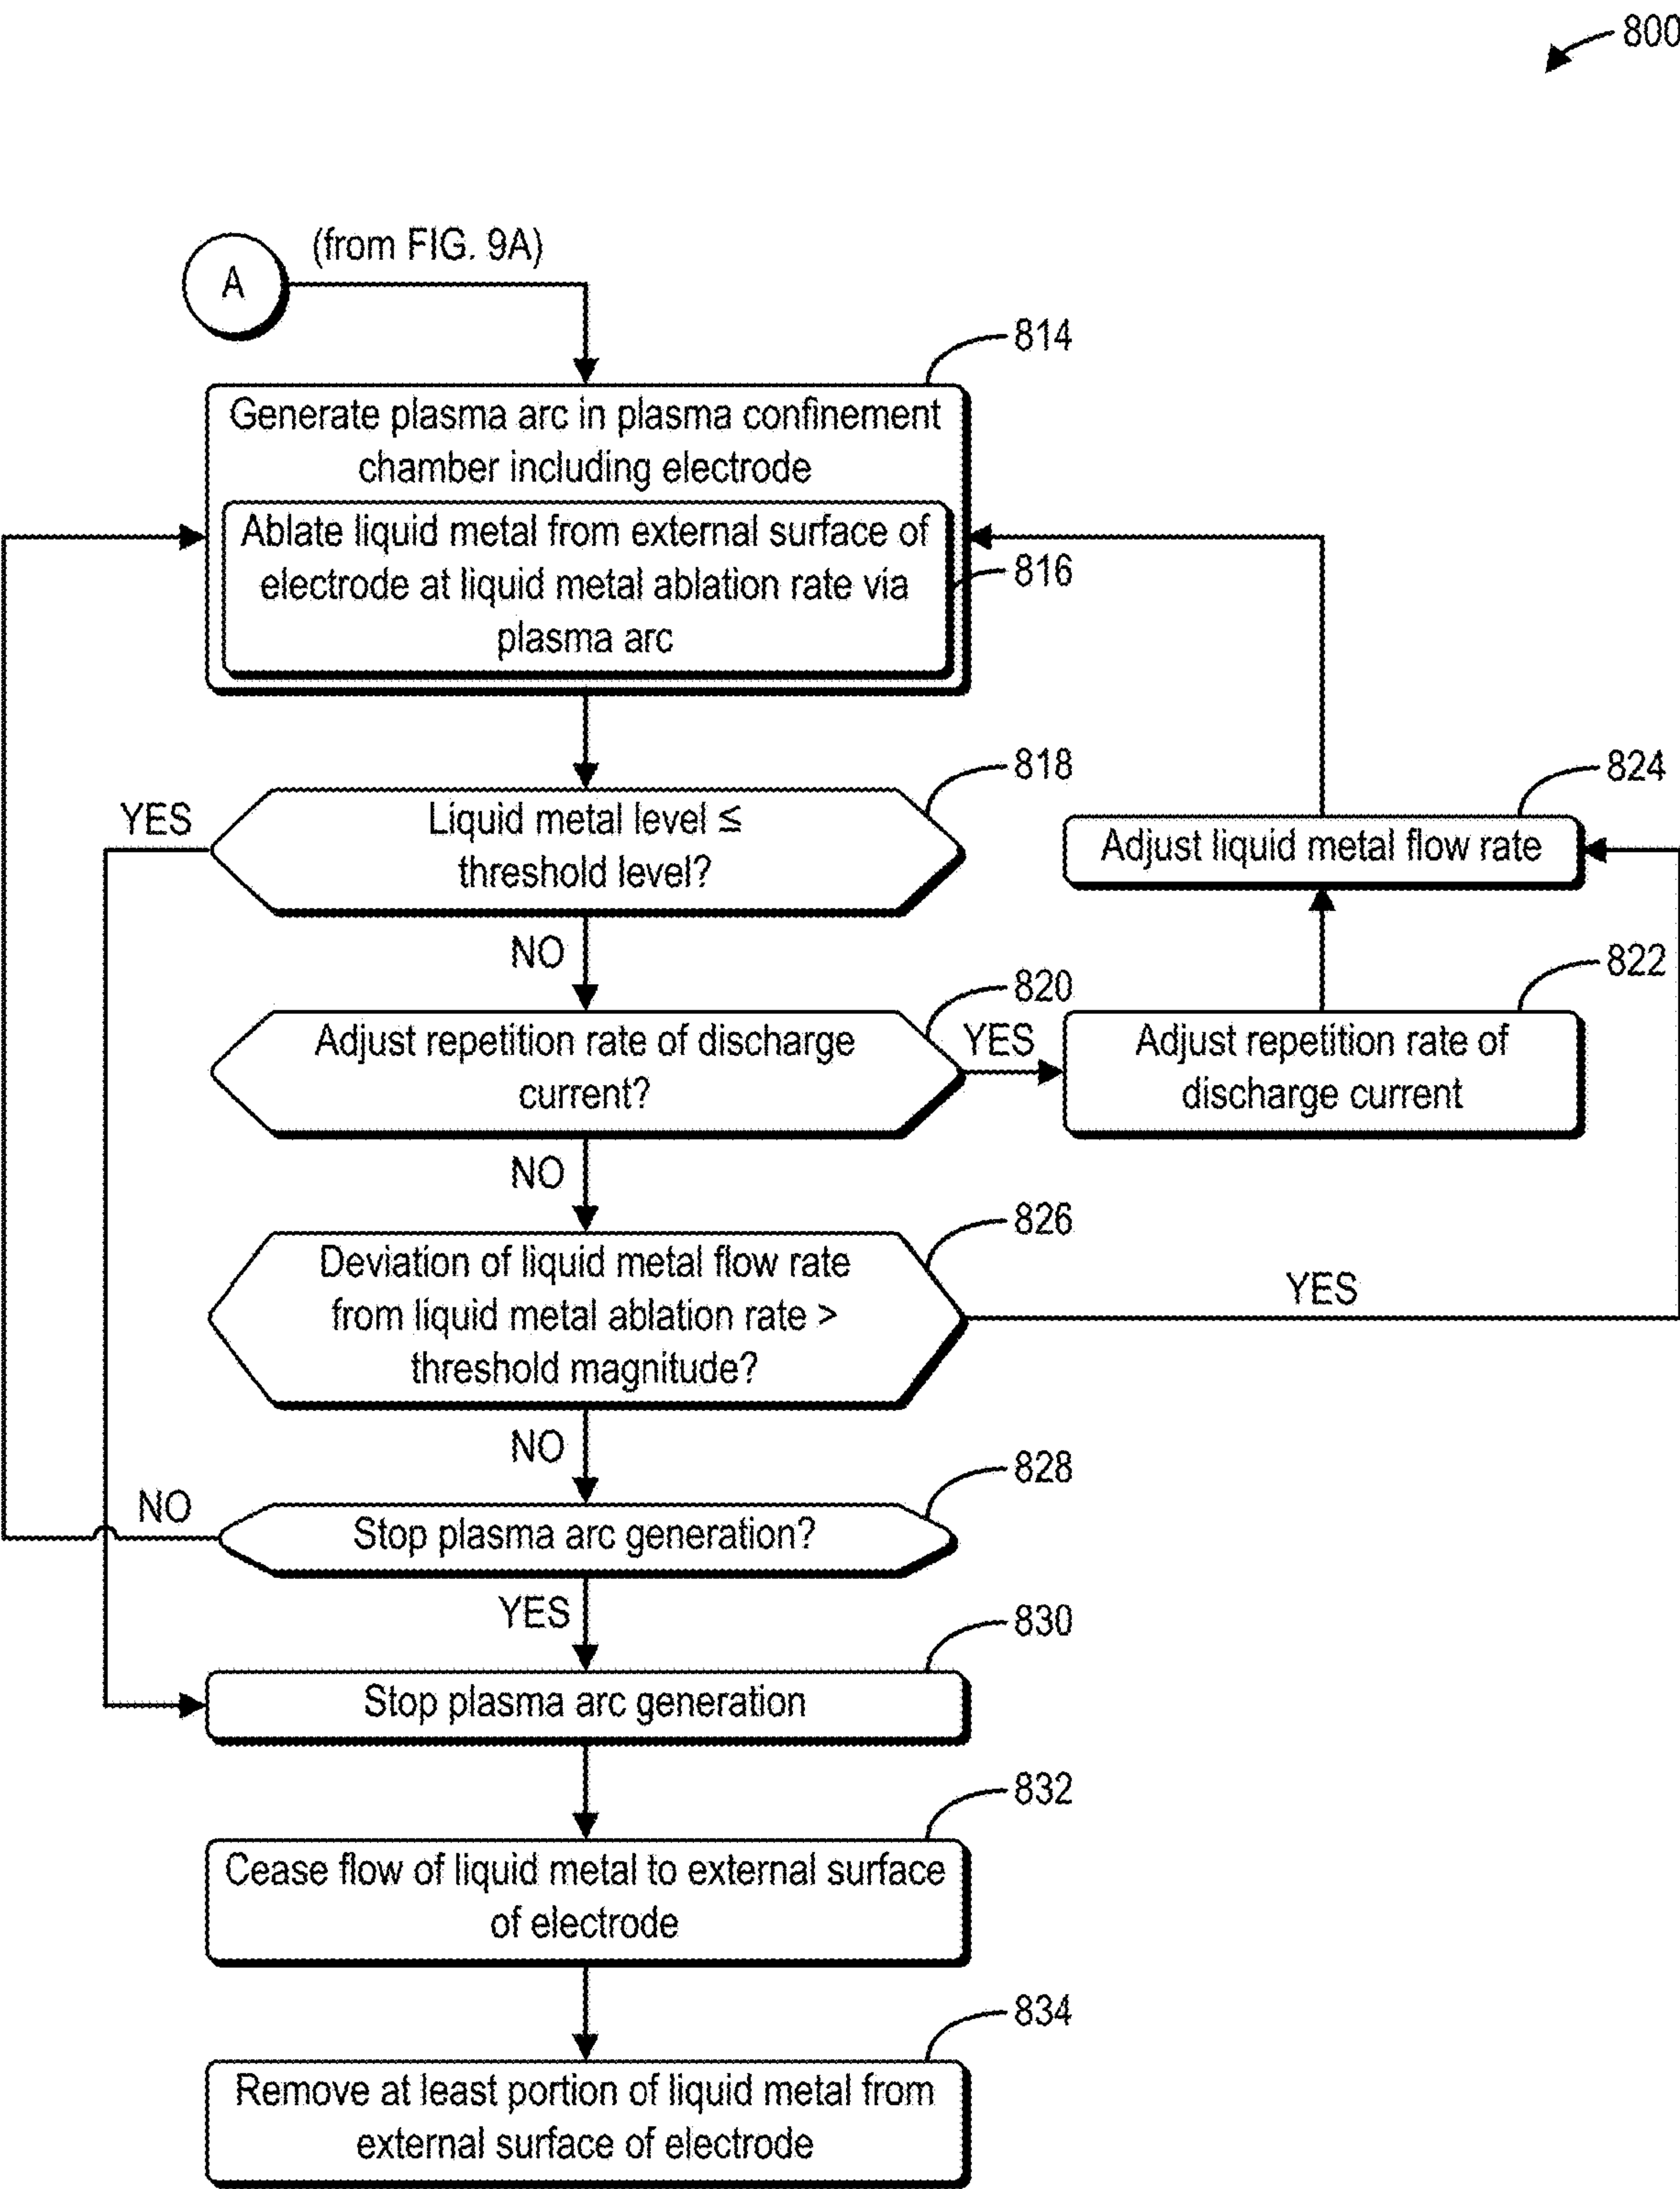 800
(from FIG. 9A)
A
814
Generate plasma arc in plasma confinement
chamber including electrode
Ablate liquid metal from external surface of
electrode at liquid metal ablation rate via
plasma arc
816
818
Liquid metal level ≤
threshold level?
YES
NO
824
Adjust liquid metal flow rate
820
Adjust repetition rate of discharge
current?
YES
822
Adjust repetition rate of
discharge current
NO
826
Deviation of liquid metal flow rate
from liquid metal ablation rate >
threshold magnitude?
YES
NO
828
Stop plasma arc generation?
NO
YES
830
Stop plasma arc generation
832
Cease flow of liquid metal to external surface
of electrode
834
Remove at least portion of liquid metal from
external surface of electrode